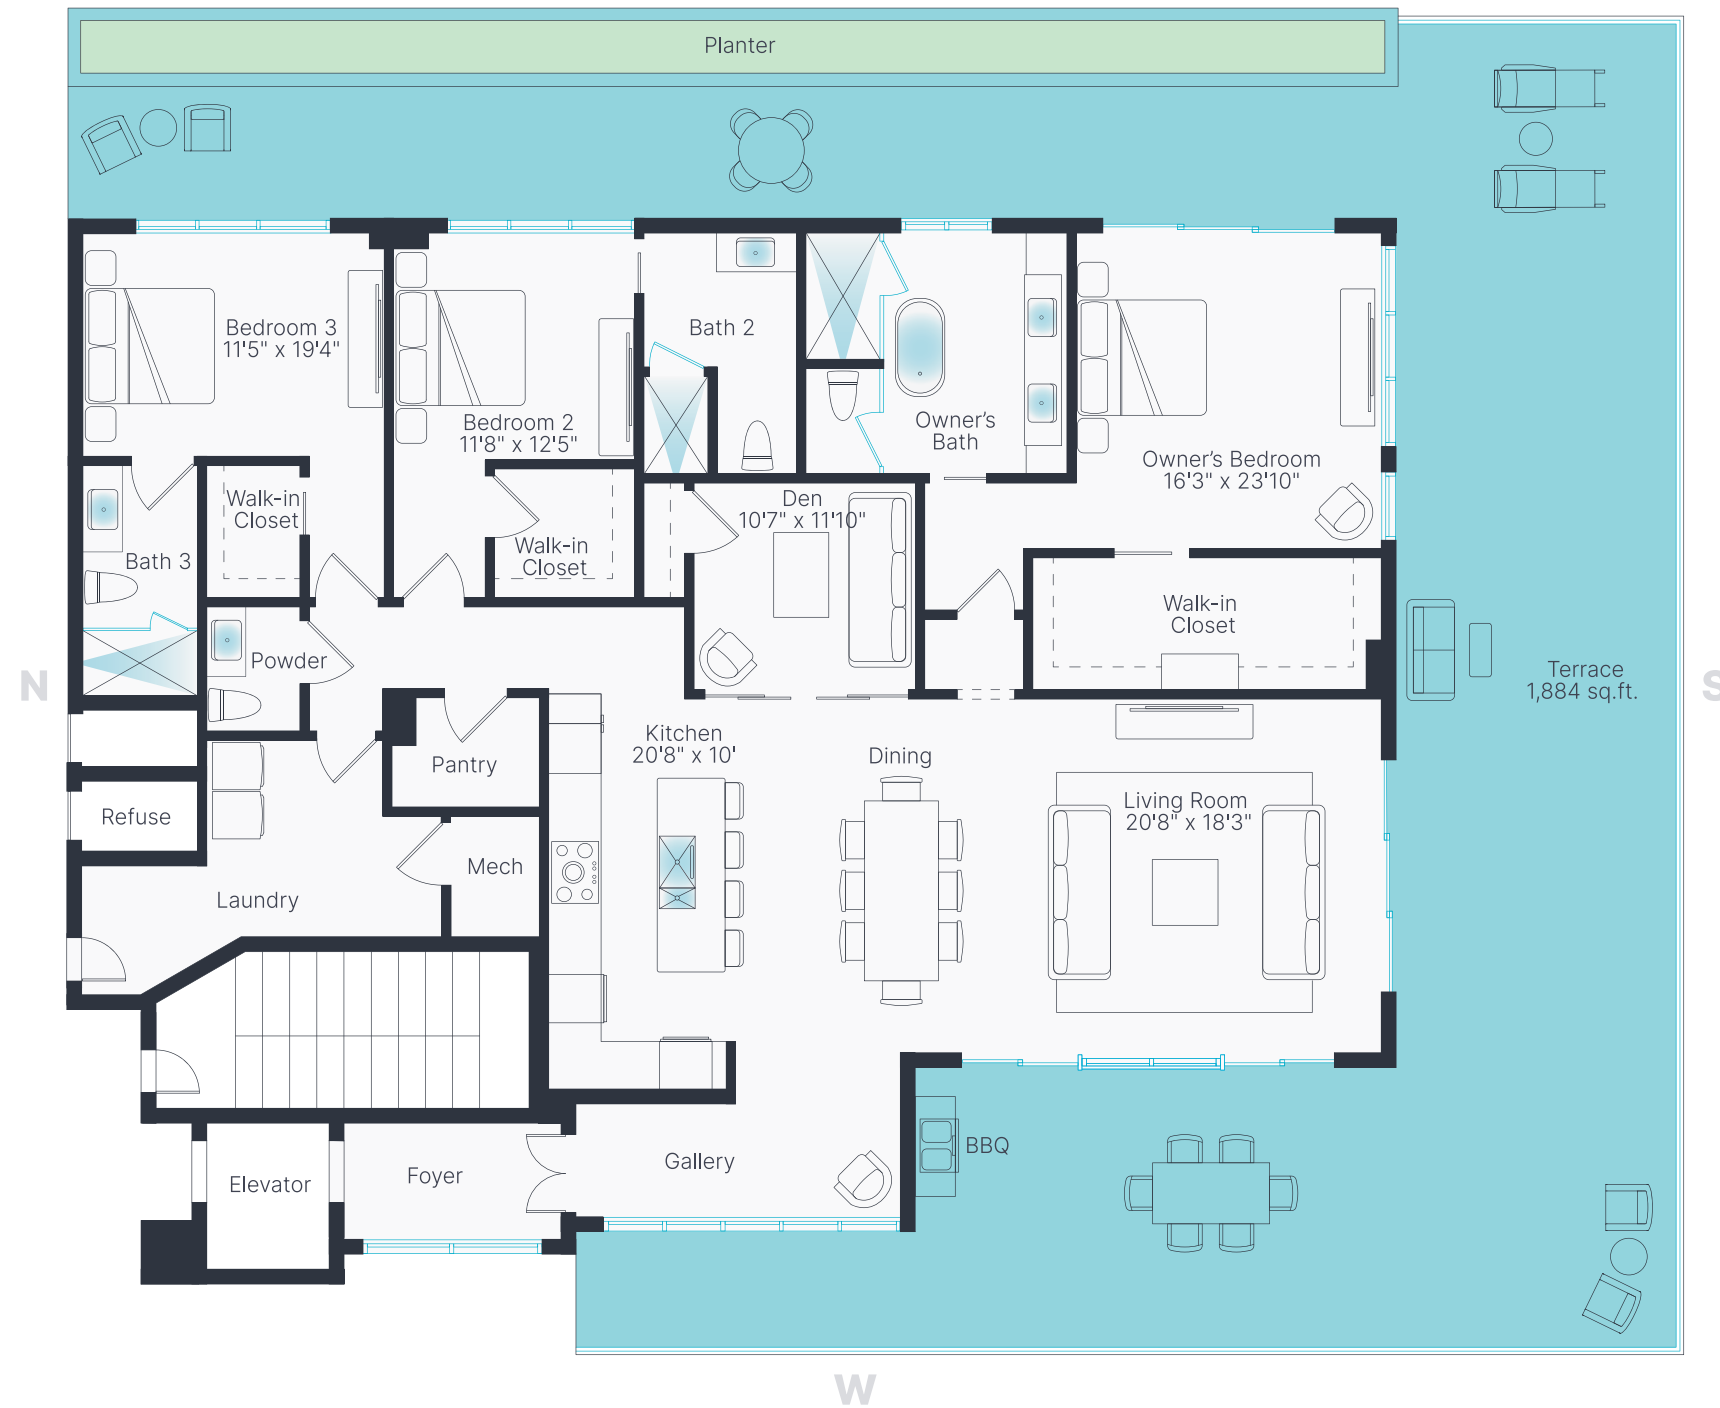 Planter
Bedroom 3
11'5" x 19'4"
Bath 2
Bedroom 2
11'8" x 12'5"
Owner's
Bath
Owner's Bedroom
16'3" x 23'10"
Walk-in
Closet
Den
10'7" x 11'10"
Bath 3
Walk-in
Closet
Walk-in
Closet
Powder
N
Terrace
1,884 sq.ft.
S
Kitchen
20'8" x 10'
Dining
Pantry
Living Room
20'8" x 18'3"
Refuse
Mech
Laundry
BBQ
Gallery
Foyer
Elevator
W